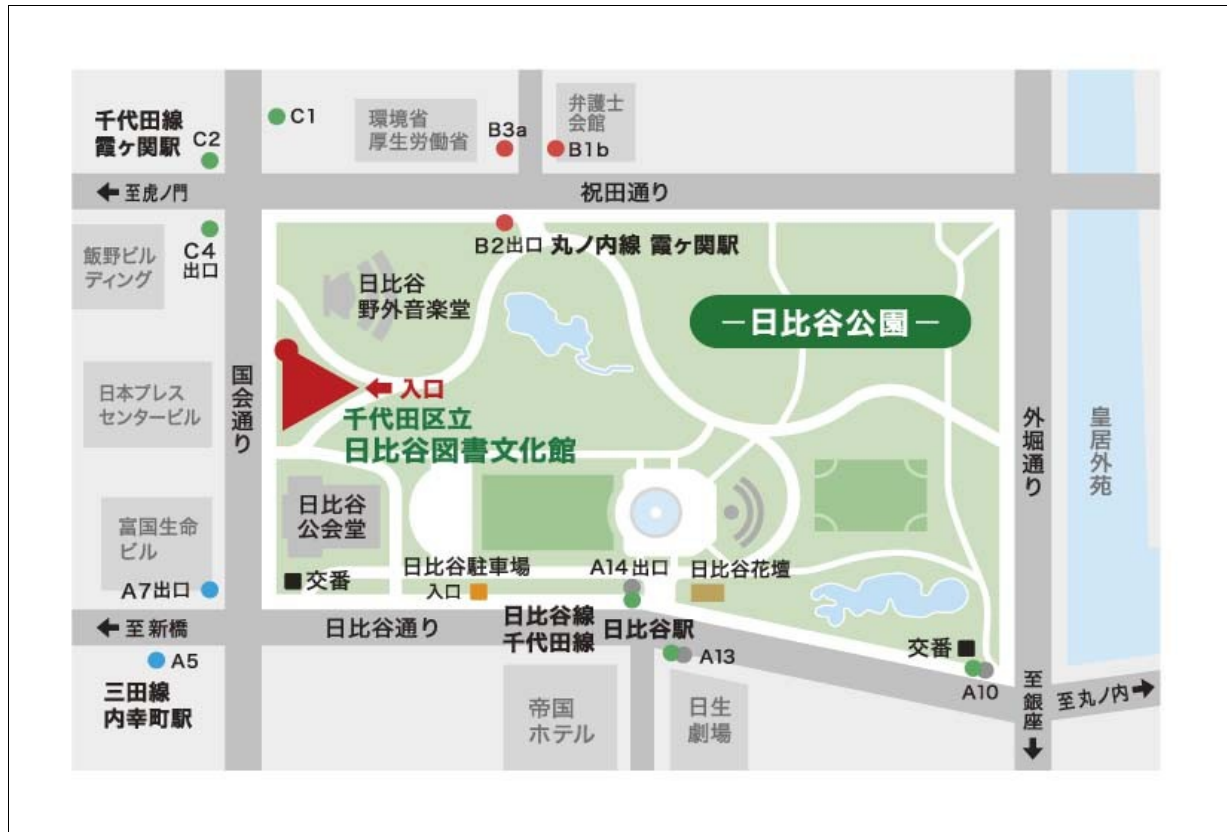 千代田線
霞ヶ関駅
C2
C1
環境省
厚生労働省
B3a
弁護士
会館
B1b
←至虎ノ門
祝田通り
飯野ビル
ディング
C4
出口
B2出口 丸ノ内線 霞ヶ関駅
日比谷
野外音楽堂
－日比谷公園－
日本プレス
センタービル
国会通り
←入口
千代田区立
日比谷図書文化館
外堀通り
皇居外苑
日比谷
公会堂
富国生命
ビル
A7出口
■交番
日比谷駐車場
入口
A14出口
日比谷花壇
←至新橋
日比谷通り
日比谷線
千代田線
日比谷駅
A13
交番■
A10
A5
三田線
内幸町駅
帝国
ホテル
日生
劇場
至銀座↓
至丸ノ内→